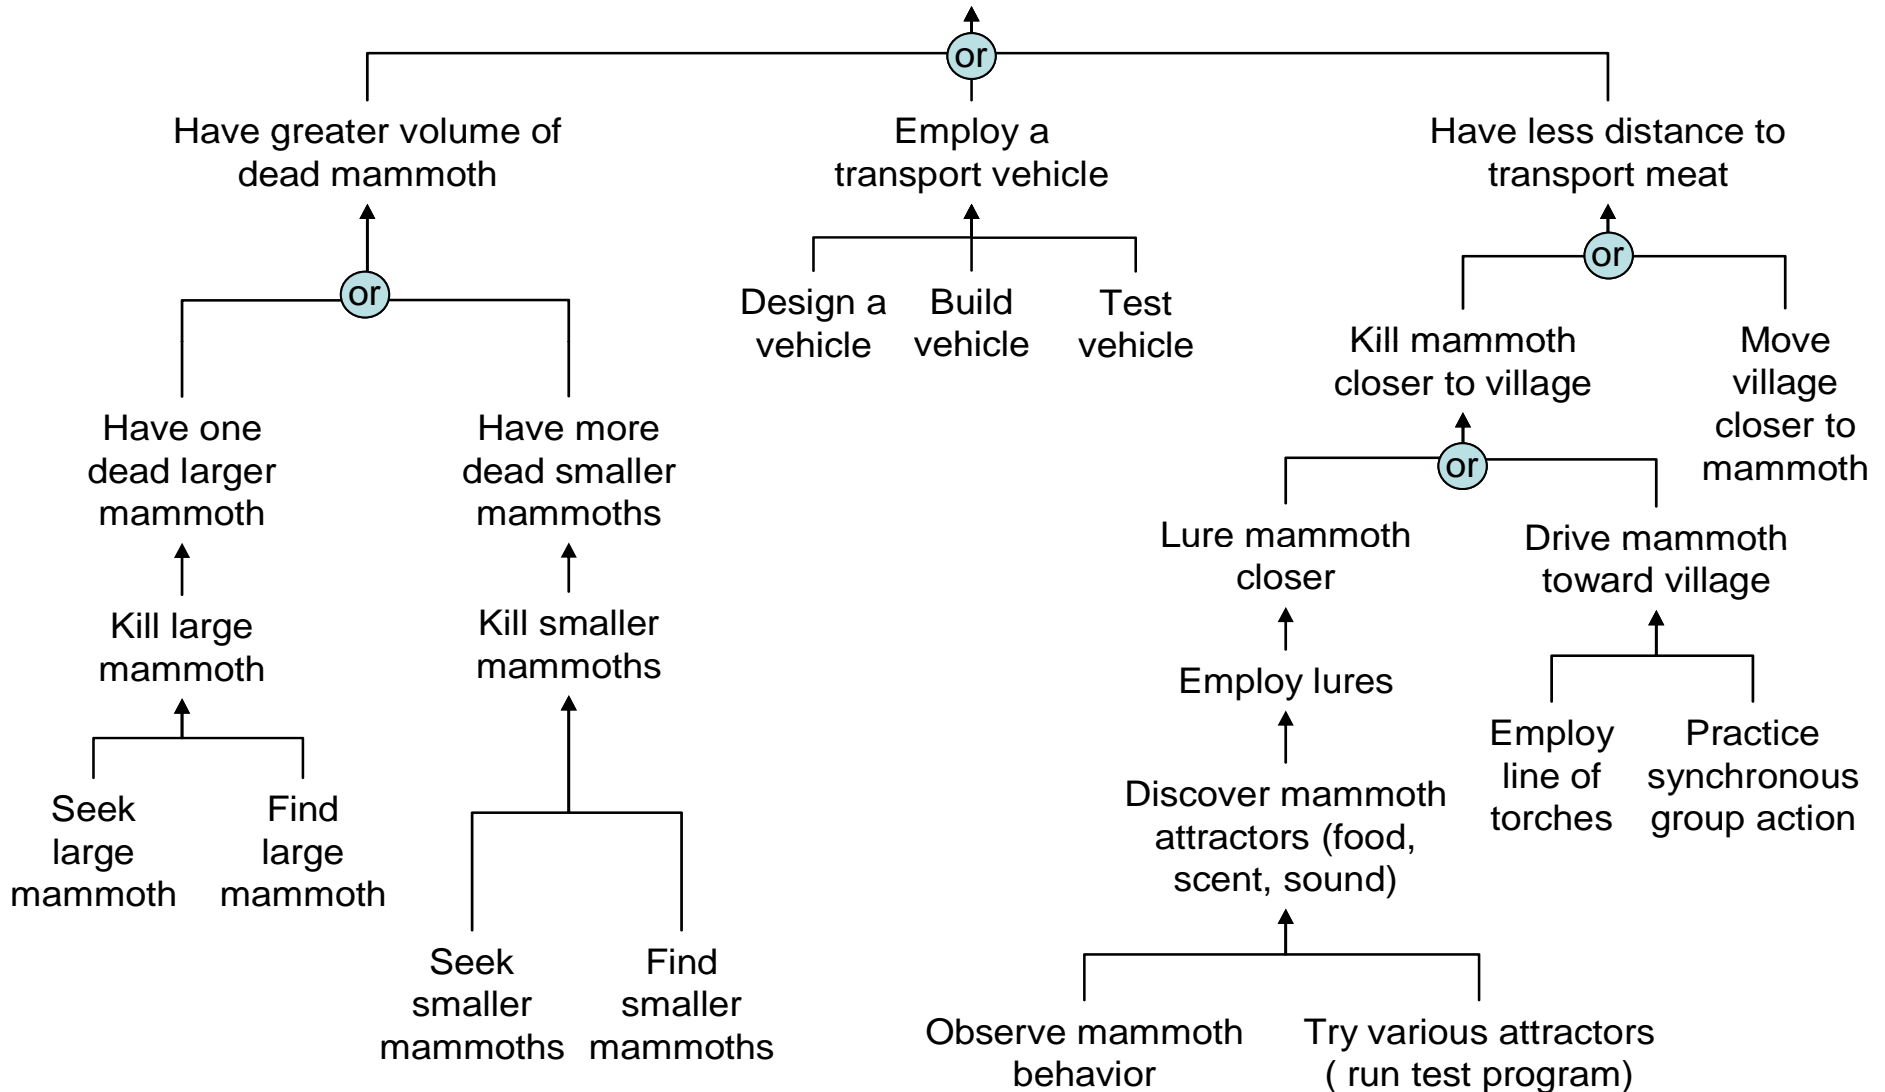 or
Have greater volume of
dead mammoth
Employ a
transport vehicle
Have less distance to
transport meat
or
or
Design a
vehicle
Build
vehicle
Test
vehicle
Kill mammoth
closer to village
Move
village
closer to
mammoth
Have one
dead larger
mammoth
Have more
dead smaller
mammoths
or
Lure mammoth
closer
Drive mammoth
toward village
Kill large
mammoth
Kill smaller
mammoths
Employ lures
Employ
line of
torches
Practice
synchronous
group action
Seek
large
mammoth
Find
large
mammoth
Discover mammoth
attractors (food,
scent, sound)
Seek
smaller
mammoths
Find
smaller
mammoths
Observe mammoth
behavior
Try various attractors
( run test program)